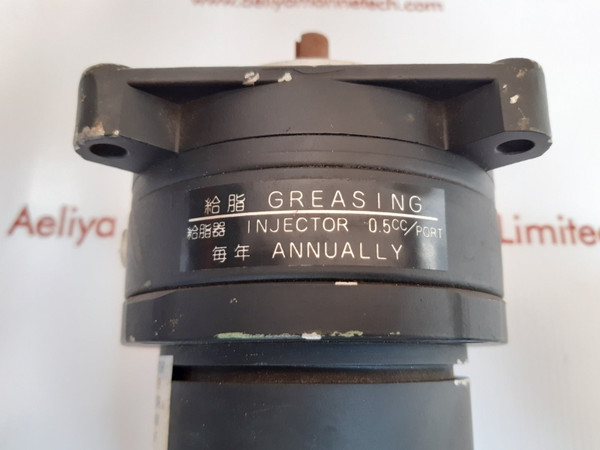 www.aeliyamarinetech.com
給脂 GREASING
給脂器 INJECTOR 0.5cc/PORT
毎年 ANNUALLY
Aeliya
Limited